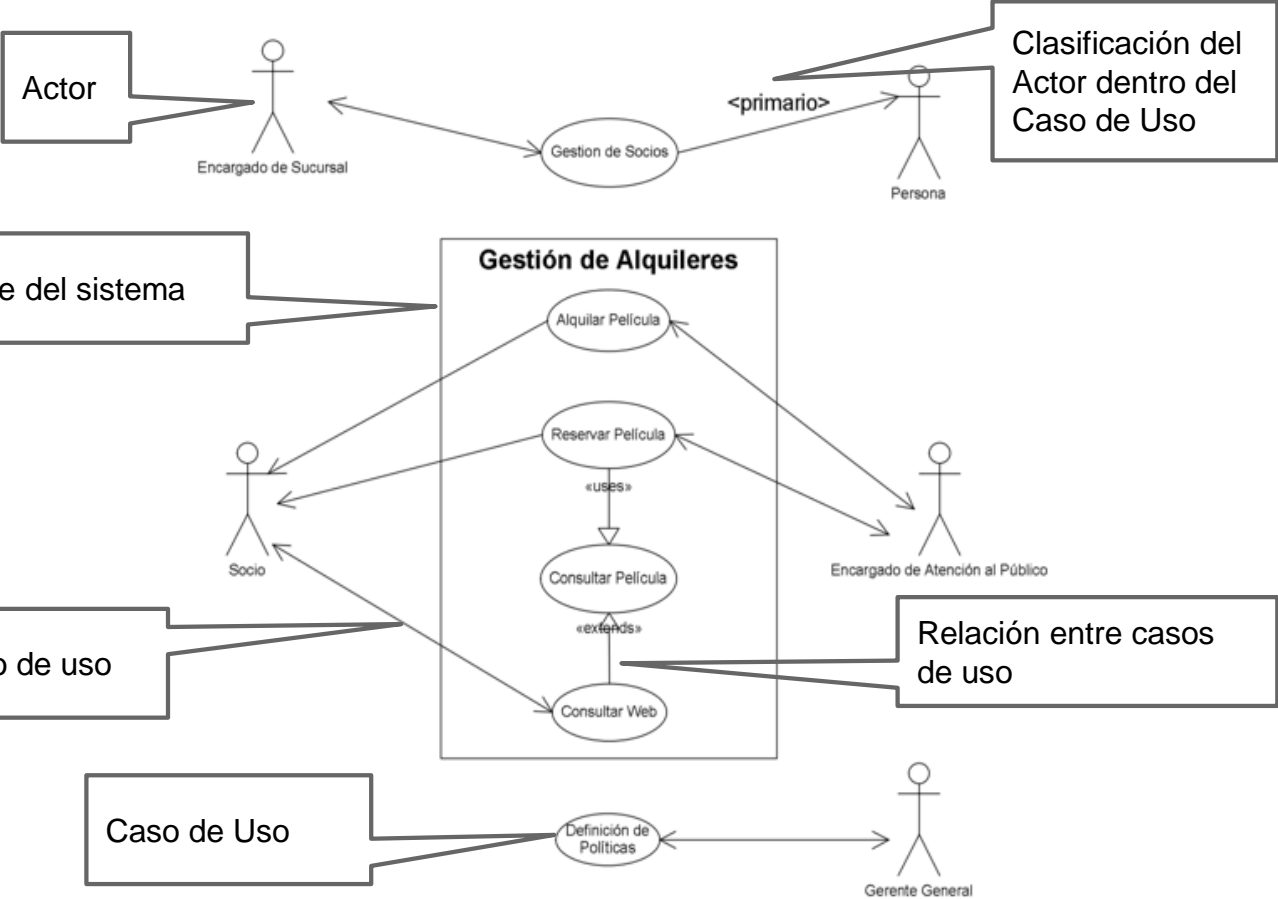 Clasificación del
Actor dentro del
Caso de Uso
Actor
<primario>
Gestion de Socios
Encargado de Sucursal
Persona
Gestión de Alquileres
del sistema
Alquilar Película
Reservar Película
«uses»
Socio
Encargado de Atención al Público
Consultar Película
«extends»
Relación entre casos
de uso
de uso
Consultar Web
Caso de Uso
Definición de
Políticas
Gerente General